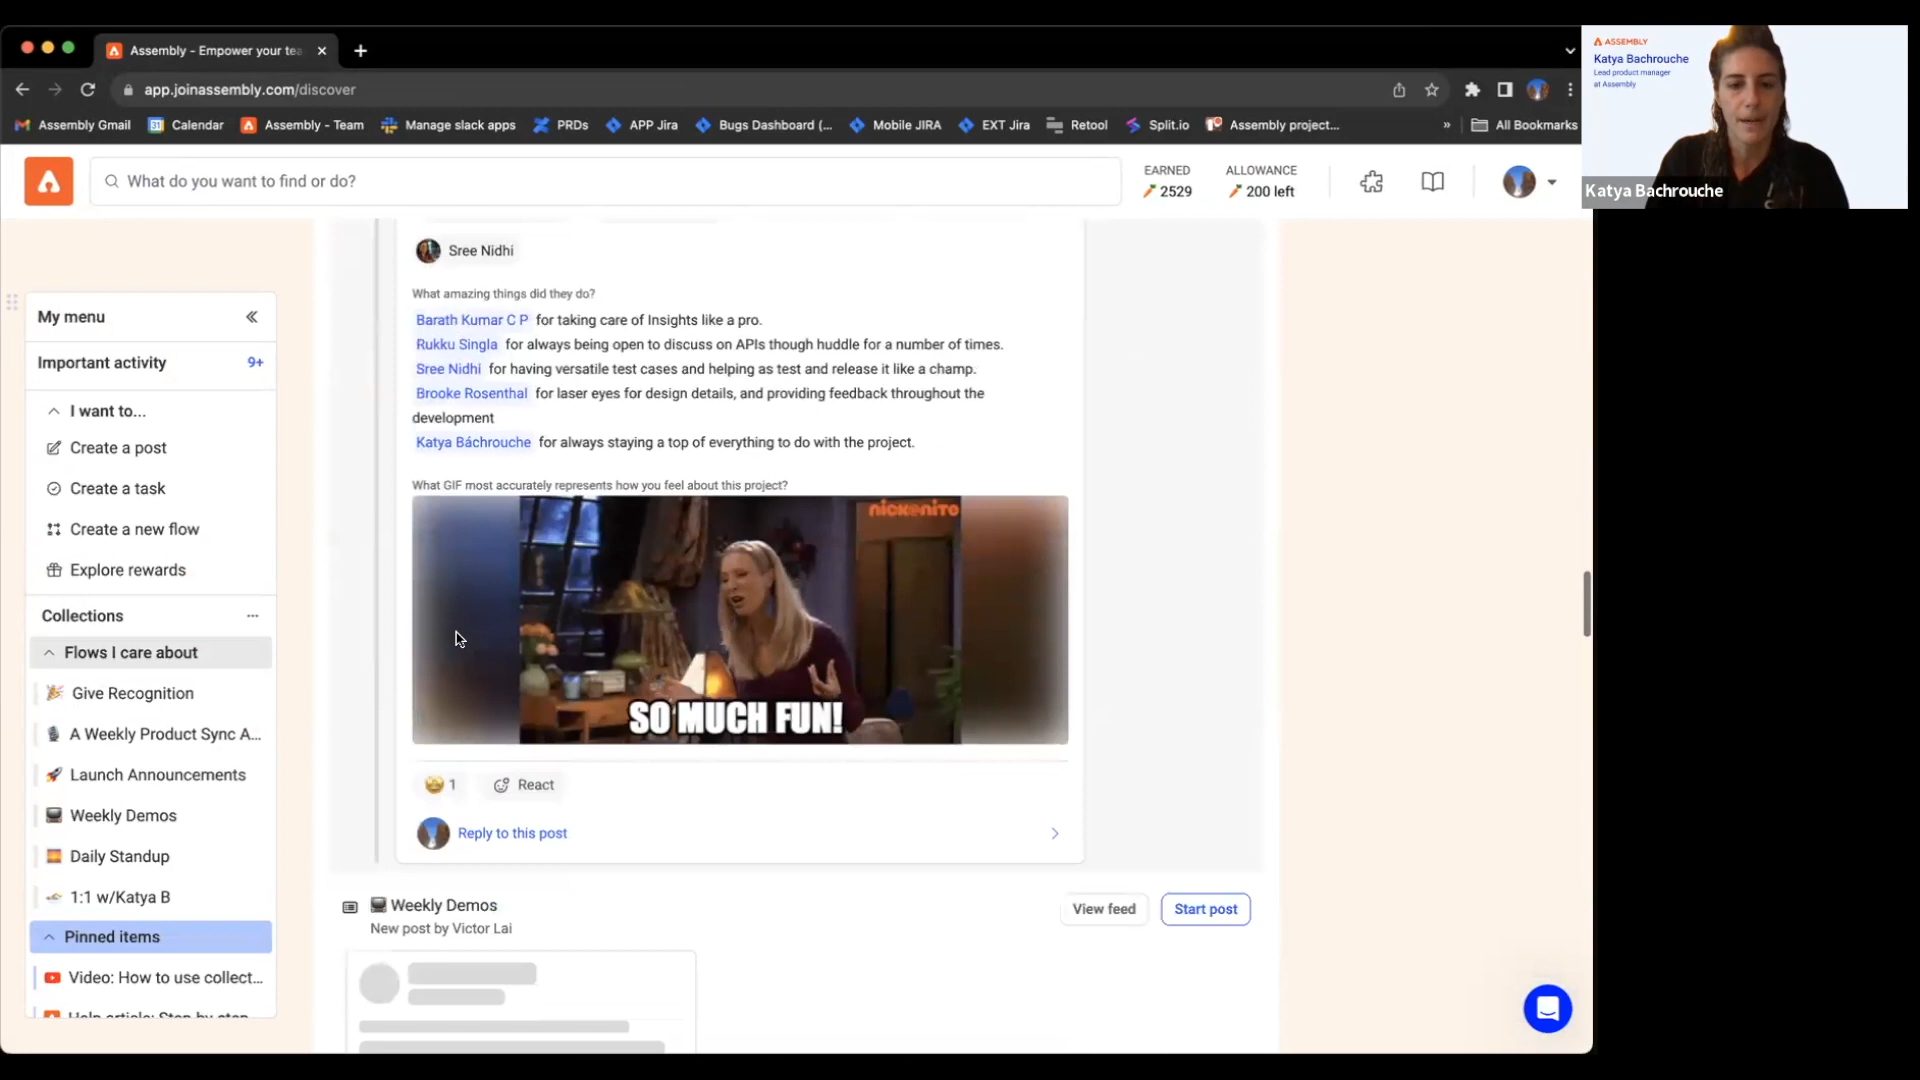 Assembly - Empower your tea
app.joinassembly.com/discover
Assembly Gmail
Calendar
Assembly - Team
Manage slack apps
PRDs
APP Jira
Bugs Dashboard (...
Mobile JIRA
EXT Jira
Retool
Split.io
Assembly project...
»
All Bookmarks
ASSEMBLY
Katya Bachrouche
Lead product manager
at Assembly
Katya Bachrouche
What do you want to find or do?
EARNED
2529
ALLOWANCE
200 left
My menu
Important activity 9+
I want to...
Create a post
Create a task
Create a new flow
Explore rewards
Collections
Flows I care about
Give Recognition
A Weekly Product Sync A...
Launch Announcements
Weekly Demos
Daily Standup
1:1 w/Katya B
Pinned items
Video: How to use collect...
Help article: Step by step
Sree Nidhi
What amazing things did they do?
Barath Kumar C P for taking care of Insights like a pro.
Rukku Singla for always being open to discuss on APIs though huddle for a number of times.
Sree Nidhi for having versatile test cases and helping as test and release it like a champ.
Brooke Rosenthal for laser eyes for design details, and providing feedback throughout the
development
Katya Báchrouche for always staying a top of everything to do with the project.
What GIF most accurately represents how you feel about this project?
nick@nite
SO MUCH FUN!
1
React
Reply to this post
Weekly Demos
New post by Victor Lai
View feed
Start post